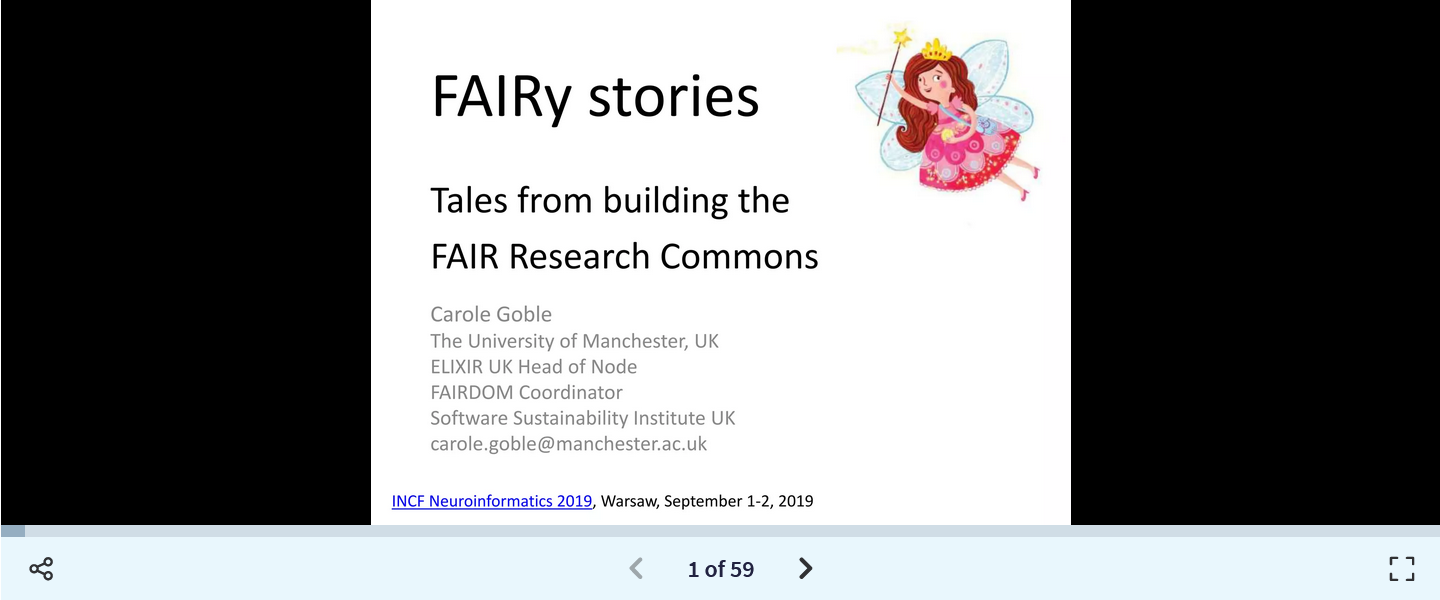 FAIRy stories
Tales from building the
FAIR Research Commons
Carole Goble
The University of Manchester, UK
ELIXIR UK Head of Node
FAIRDOM Coordinator
Software Sustainability Institute UK
carole.goble@manchester.ac.uk
INCF Neuroinformatics 2019, Warsaw, September 1-2, 2019
1 of 59